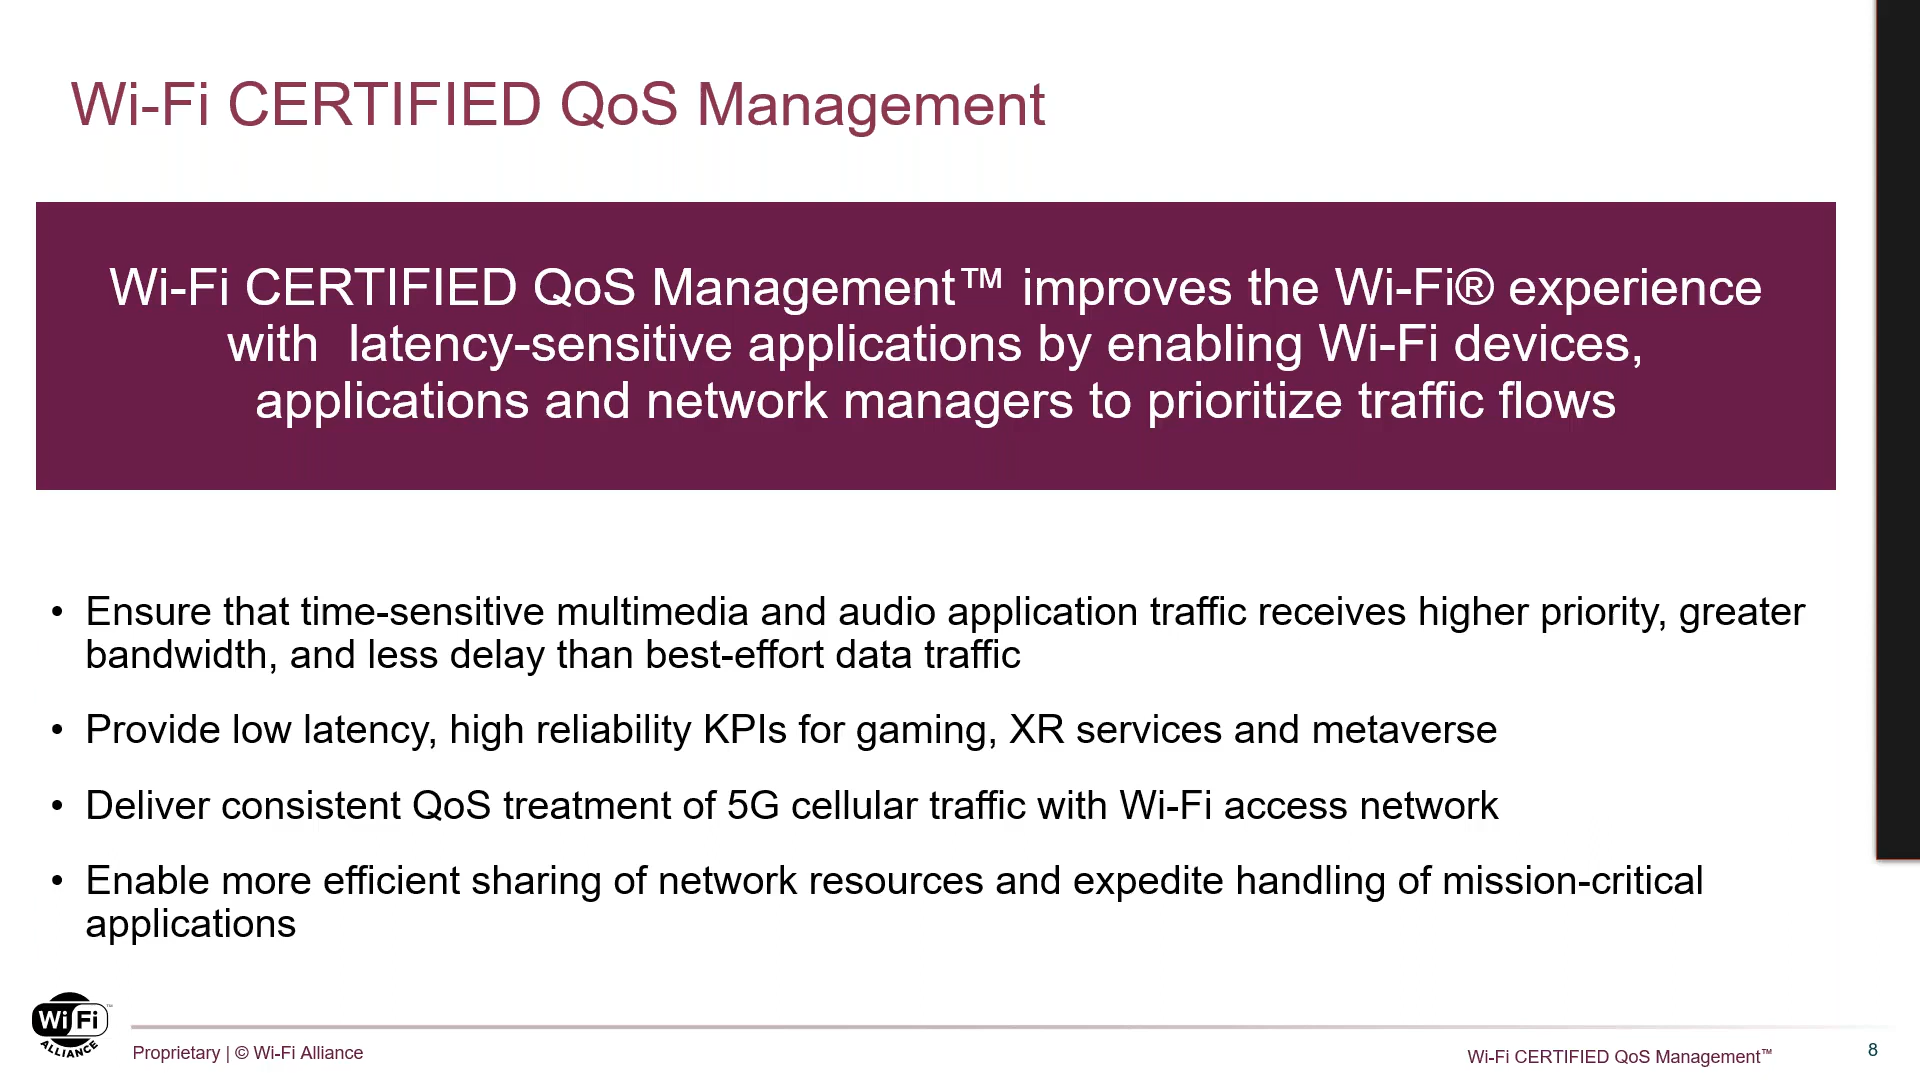 Wi-Fi CERTIFIED QoS Management
Wi-Fi CERTIFIED QoS Management™ improves the Wi-Fi® experience
with latency-sensitive applications by enabling Wi-Fi devices,
applications and network managers to prioritize traffic flows
• Ensure that time-sensitive multimedia and audio application traffic receives higher priority, greater
bandwidth, and less delay than best-effort data traffic
• Provide low latency, high reliability KPIs for gaming, XR services and metaverse
• Deliver consistent QoS treatment of 5G cellular traffic with Wi-Fi access network
• Enable more efficient sharing of network resources and expedite handling of mission-critical
applications
Wi Fi™
ALLIANCE
Proprietary | © Wi-Fi Alliance
Wi-Fi CERTIFIED QoS Management™
8